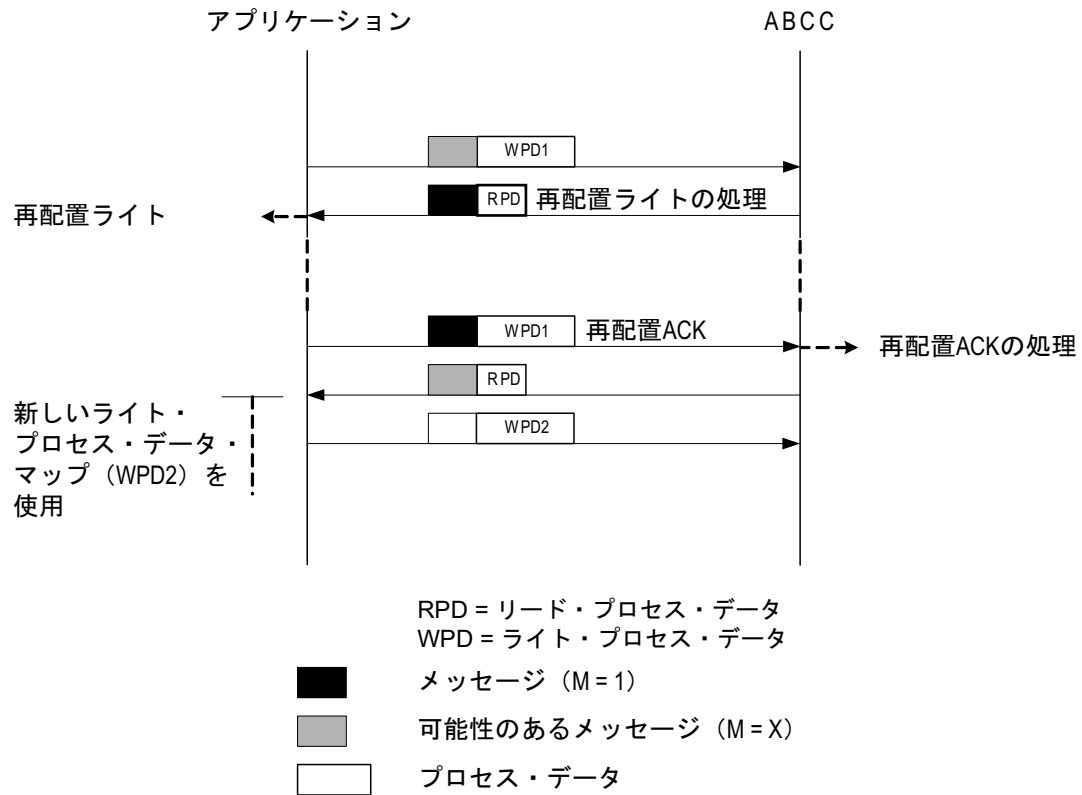 アプリケーション
ABCC
WPD1
RPD
再配置ライトの処理
再配置ライト
WPD1
再配置ACK
再配置ACKの処理
RPD
新しいライト・
プロセス・データ・
マップ（WPD2）を
使用
WPD2
RPD = リード・プロセス・データ
WPD = ライト・プロセス・データ
メッセージ（M = 1）
可能性のあるメッセージ（M = X）
プロセス・データ